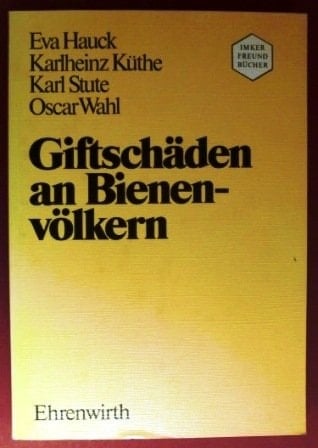 Eva Hauck
Karlheinz Küthe
Karl Stute
Oscar Wahl
IMKER
FREUND
BÜCHER
Giftschäden
an Bienen-
völkern
Ehrenwirth